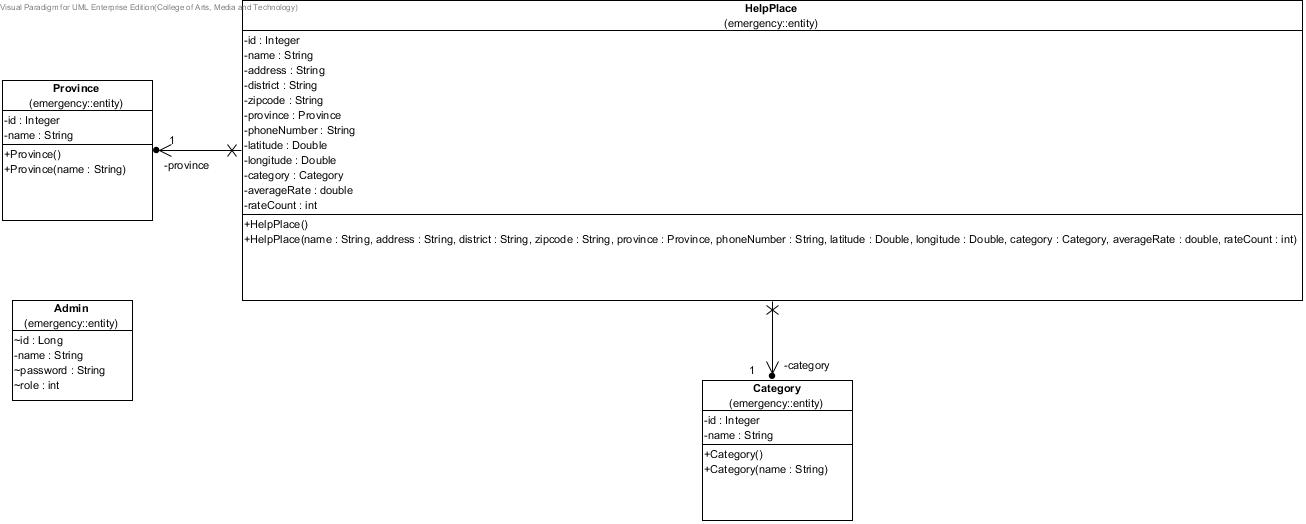 Visual Paradigm for UML Enterprise Edition(College of Arts, Media and Technology)
HelpPlace
(emergency::entity)
-id : Integer
-name : String
-address : String
-district : String
-zipcode : String
-province : Province
-phoneNumber : String
-latitude : Double
-longitude : Double
-category : Category
-averageRate : double
-rateCount : int
+HelpPlace()
+HelpPlace(name : String, address : String, district : String, zipcode : String, province : Province, phoneNumber : String, latitude : Double, longitude : Double, category : Category, averageRate : double, rateCount : int)
Province
(emergency::entity)
-id : Integer
-name : String
+Province()
+Province(name : String)
1
-province
Admin
(emergency::entity)
~id : Long
-name : String
~password : String
~role : int
1
-category
Category
(emergency::entity)
-id : Integer
-name : String
+Category()
+Category(name : String)